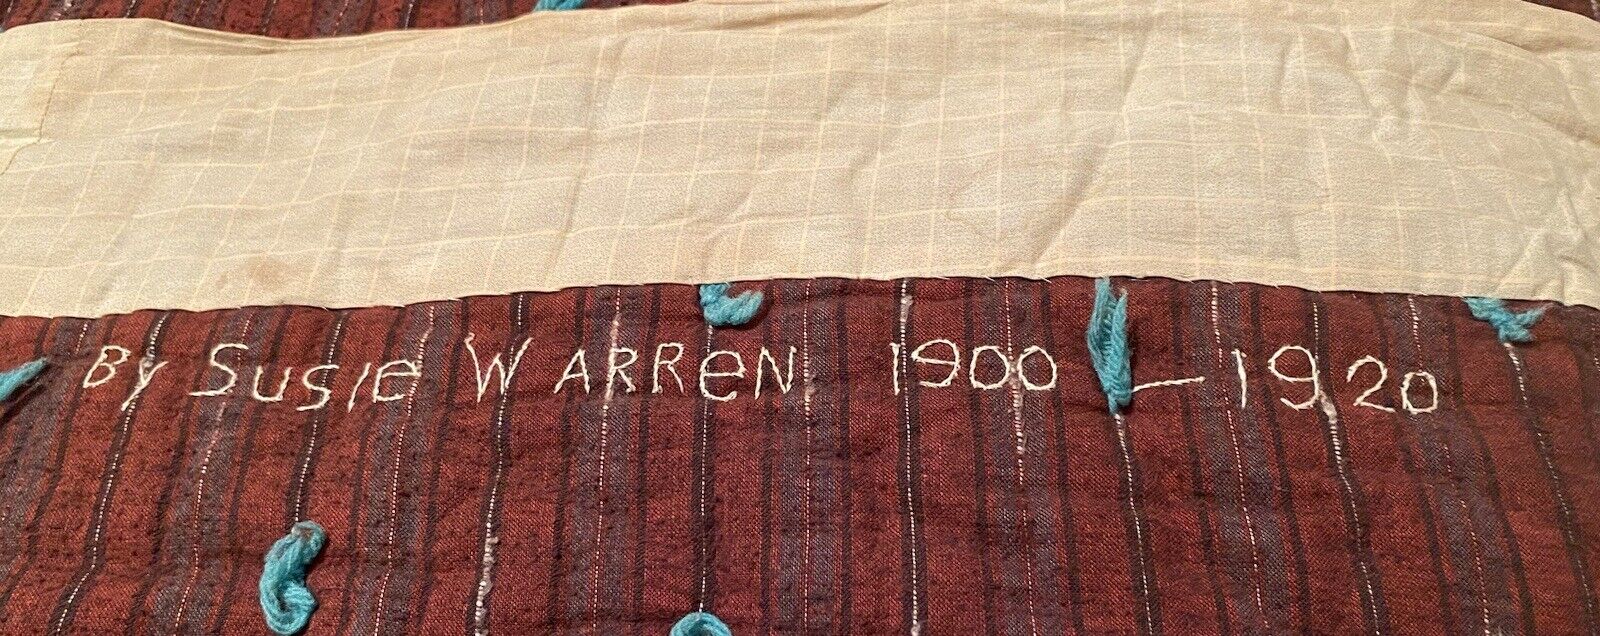 By SuSIe WARReN 1900 — 1920